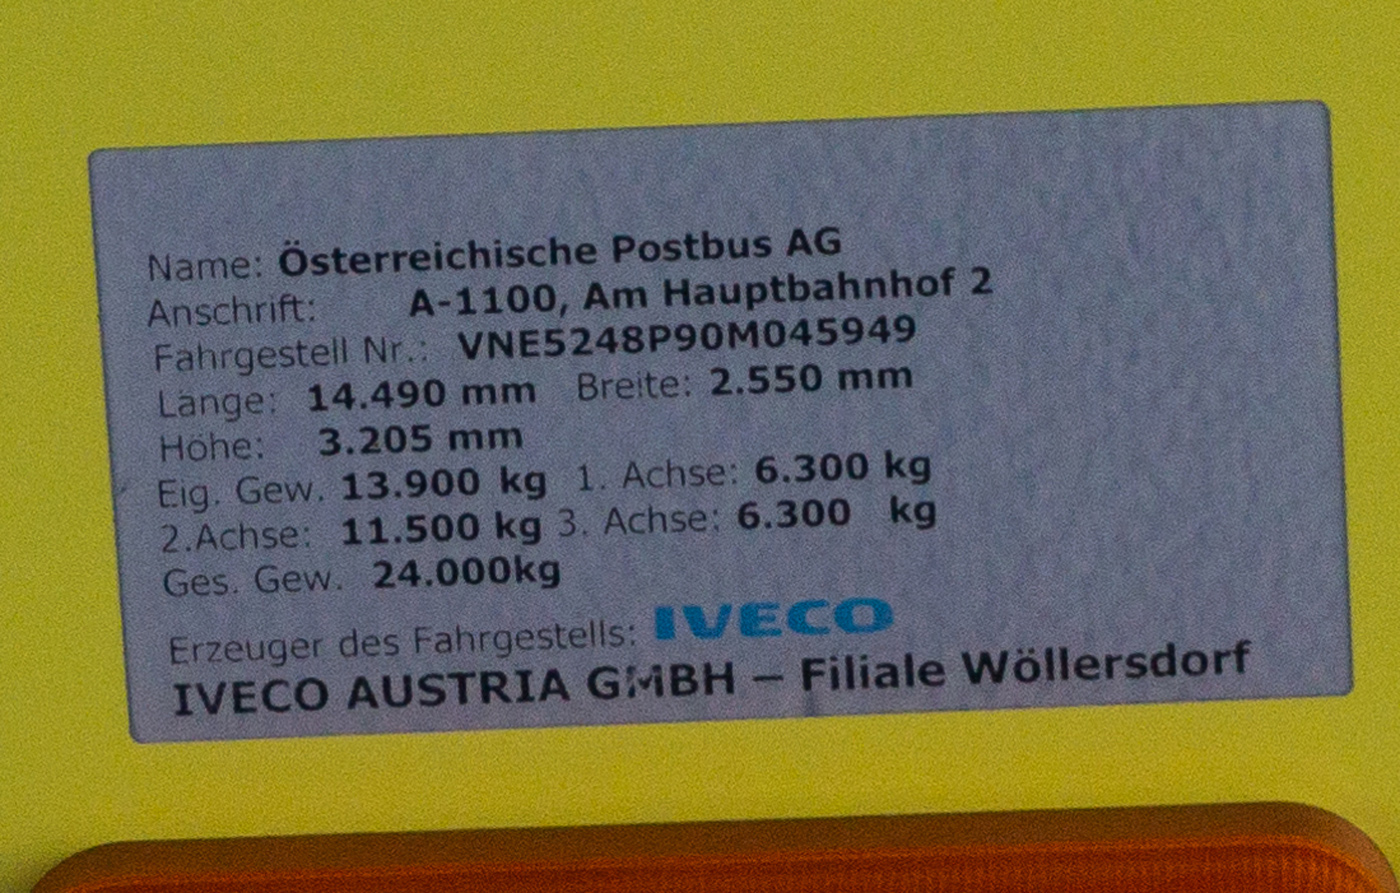 Name: Österreichische Postbus AG
Anschrift: A-1100, Am Hauptbahnhof 2
Fahrgestell Nr.: VNE5248P90M045949
Länge: 14.490 mm Breite: 2.550 mm
Höhe: 3.205 mm
Eig. Gew. 13.900 kg 1. Achse: 6.300 kg
2.Achse: 11.500 kg 3. Achse: 6.300 kg
Ges. Gew. 24.000kg
Erzeuger des Fahrgestells: IVECO
IVECO AUSTRIA GMBH – Filiale Wöllersdorf